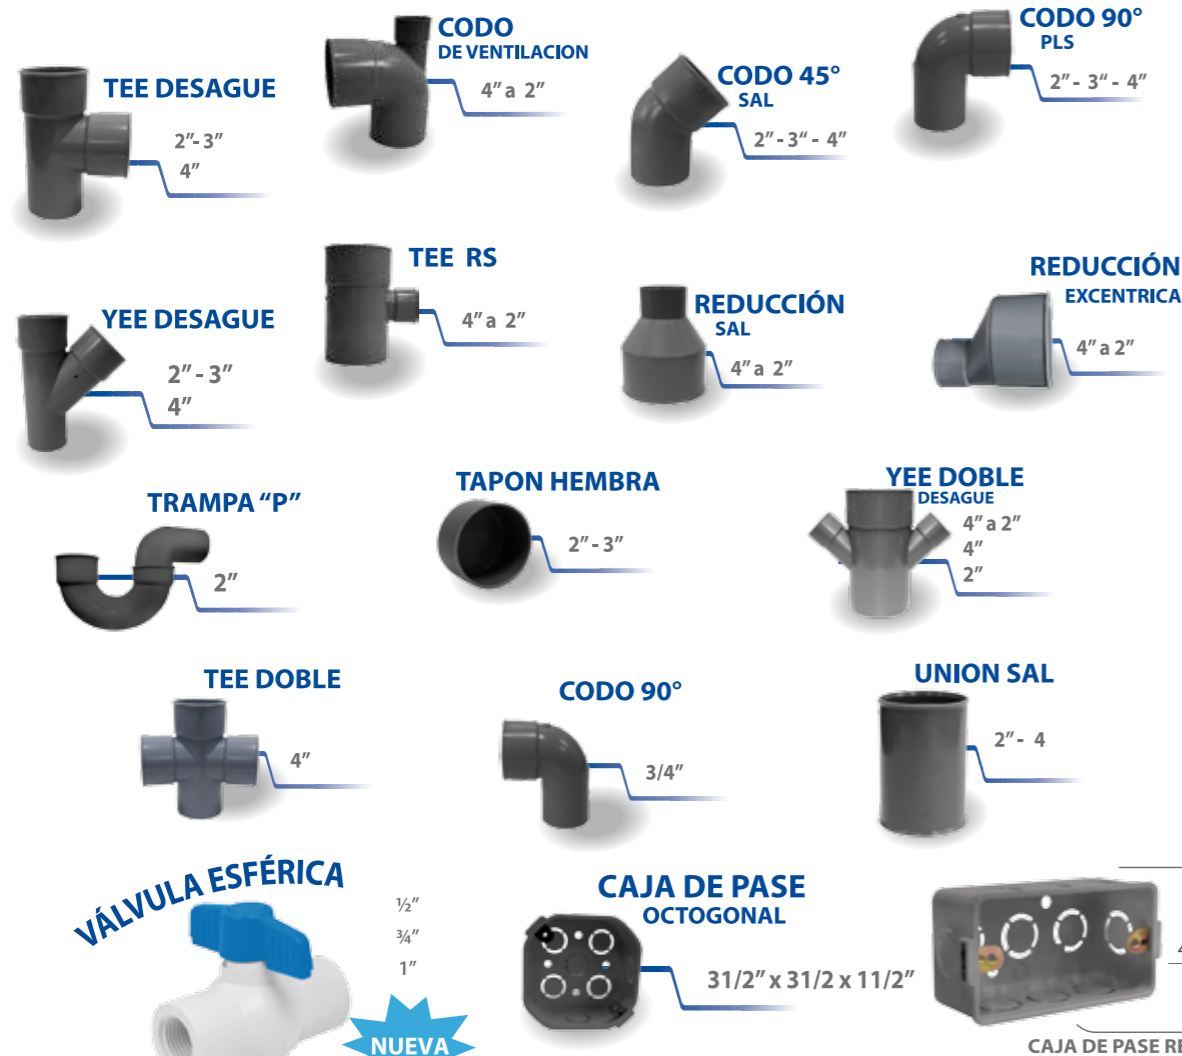 TEE DESAGUE
2”- 3”
4”
CODO
DE VENTILACION
4” a 2”
CODO 45°
SAL
2” - 3“ - 4”
CODO 90°
PLS
2” - 3“ - 4”
YEE DESAGUE
2” - 3”
4”
TEE RS
4” a 2”
REDUCCIÓN
SAL
4” a 2”
REDUCCIÓN
EXCENTRICA
4” a 2”
TRAMPA “P”
2”
TAPON HEMBRA
2” - 3”
YEE DOBLE
DESAGUE
4” a 2”
4”
2”
TEE DOBLE
4”
CODO 90°
3/4”
UNION SAL
2” - 4
VÁLVULA ESFÉRICA
½”
¾”
1”
NUEVA
CAJA DE PASE
OCTOGONAL
31/2” x 31/2 x 11/2”
CAJA DE PASE RE